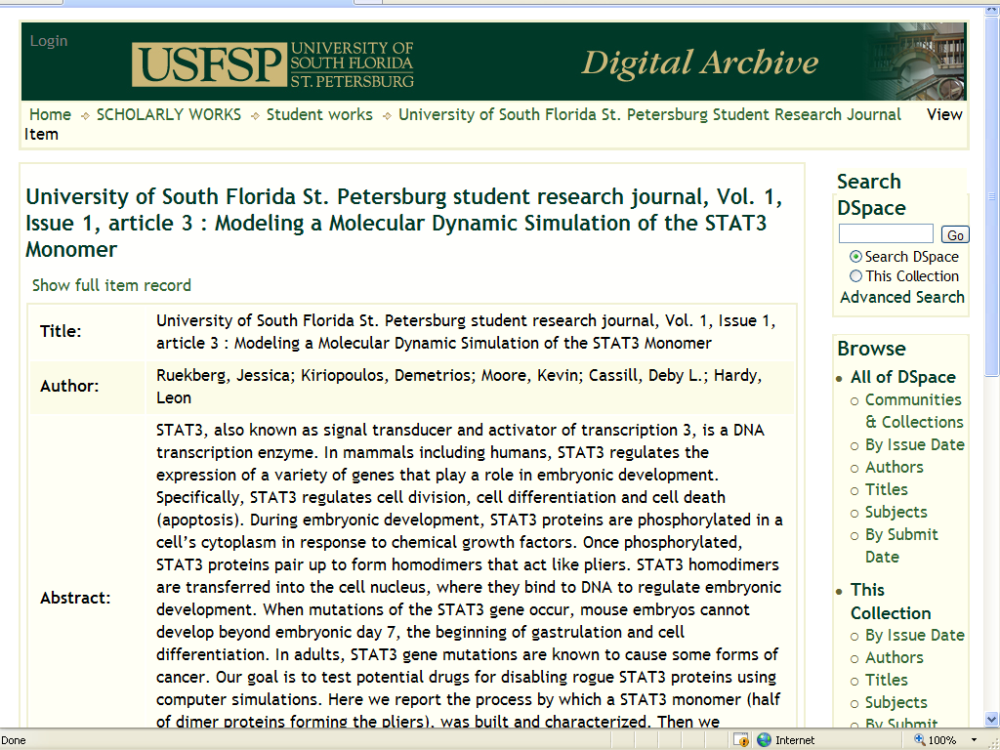 Login
USFSP UNIVERSITY OF
SOUTH FLORIDA
ST. PETERSBURG
Digital Archive
Home SCHOLARLY WORKS Student works University of South Florida St. Petersburg Student Research Journal View
Item
University of South Florida St. Petersburg student research journal, Vol. 1,
Issue 1, article 3 : Modeling a Molecular Dynamic Simulation of the STAT3
Monomer
Show full item record
Title:
University of South Florida St. Petersburg student research journal, Vol. 1, Issue 1,
article 3 : Modeling a Molecular Dynamic Simulation of the STAT3 Monomer
Author:
Ruekberg, Jessica; Kiriopoulos, Demetrios; Moore, Kevin; Cassill, Deby L.; Hardy,
Leon
Abstract:
STAT3, also known as signal transducer and activator of transcription 3, is a DNA
transcription enzyme. In mammals including humans, STAT3 regulates the
expression of a variety of genes that play a role in embryonic development.
Specifically, STAT3 regulates cell division, cell differentiation and cell death
(apoptosis). During embryonic development, STAT3 proteins are phosphorylated in a
cell’s cytoplasm in response to chemical growth factors. Once phosphorylated,
STAT3 proteins pair up to form homodimers that act like pliers. STAT3 homodimers
are transferred into the cell nucleus, where they bind to DNA to regulate embryonic
development. When mutations of the STAT3 gene occur, mouse embryos cannot
develop beyond embryonic day 7, the beginning of gastrulation and cell
differentiation. In adults, STAT3 gene mutations are known to cause some forms of
cancer. Our goal is to test potential drugs for disabling rogue STAT3 proteins using
computer simulations. Here we report the process by which a STAT3 monomer (half
of dimer proteins forming the pliers), was built and characterized. Then we
Search
DSpace
Go
Search DSpace
This Collection
Advanced Search
Browse
All of DSpace
Communities
& Collections
By Issue Date
Authors
Titles
Subjects
By Submit
Date
This
Collection
By Issue Date
Authors
Titles
Subjects
By Submit
Done
Internet
100%